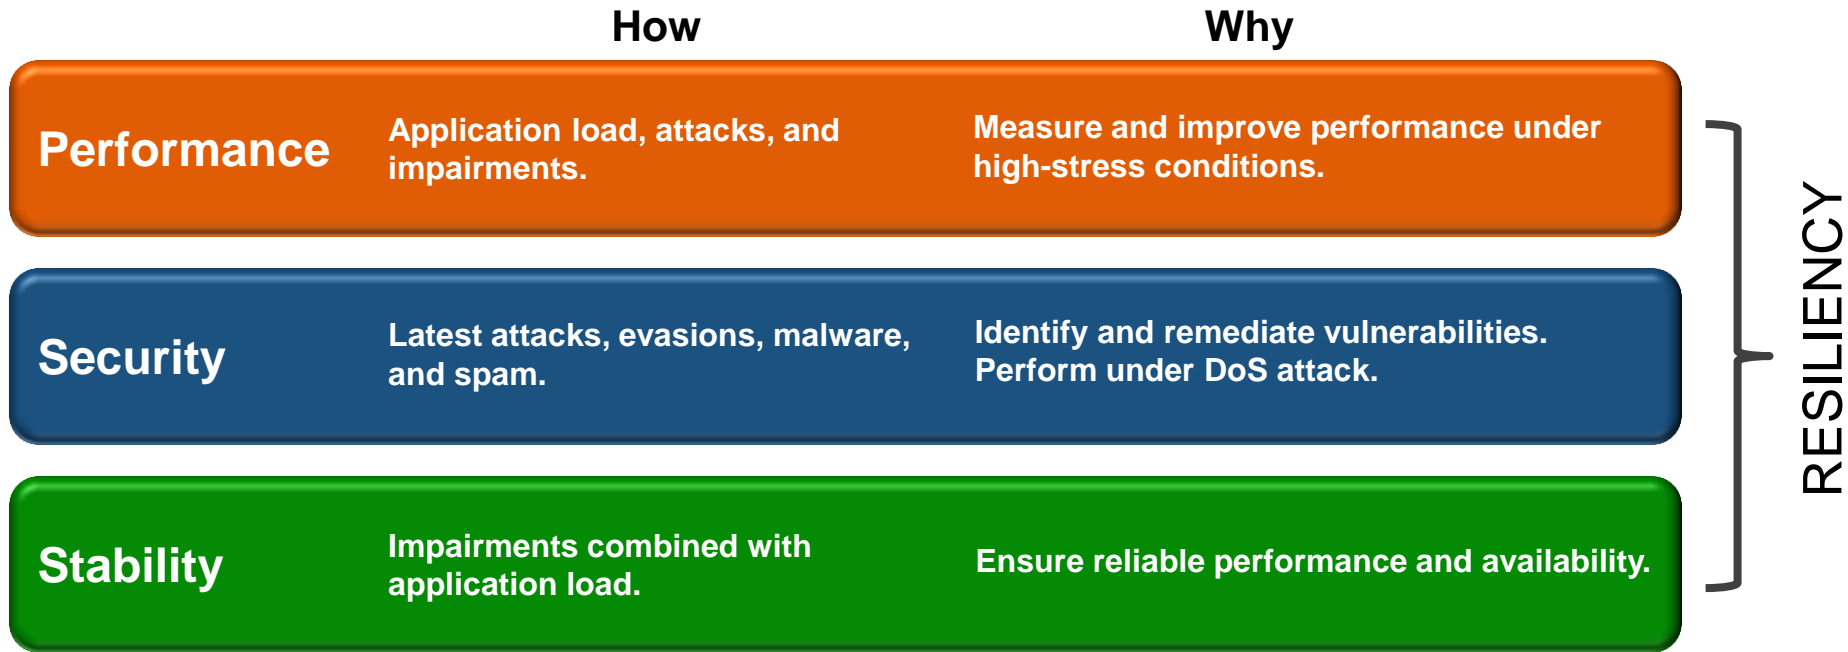 How
Why
Performance
Application load, attacks, and
impairments.
Measure and improve performance under
high-stress conditions.
Security
Latest attacks, evasions, malware,
and spam.
Identify and remediate vulnerabilities.
Perform under DoS attack.
Stability
Impairments combined with
application load.
Ensure reliable performance and availability.
RESILIENCY